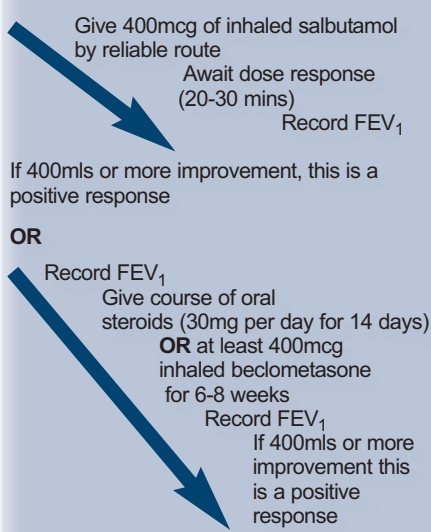 Give 400mcg of inhaled salbutamol
by reliable route
Await dose response
(20-30 mins)
Record FEV₁
If 400mls or more improvement, this is a
positive response
OR
Record FEV₁
Give course of oral
steroids (30mg per day for 14 days)
OR at least 400mcg
inhaled beclometasone
for 6-8 weeks
Record FEV₁
If 400mls or more
improvement this
is a positive
response